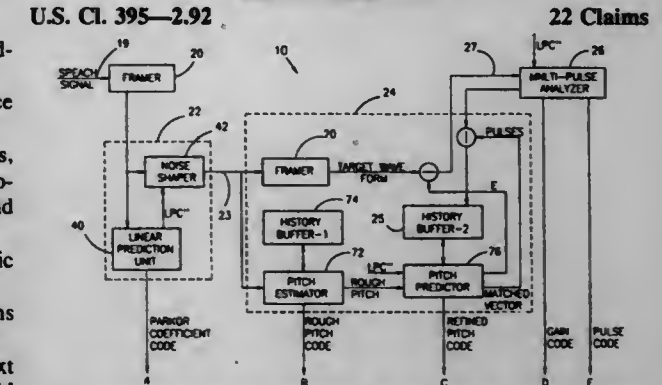 U.S. Cl. 395—2.92
22 Claims
19
SPEACH
SIGNAL
FRAMER
20
10
27
LPC"
MULTI-PULSE
ANALYZER
26
22
42
NOISE
SHAPER
LPC"
40
LINEAR
PREDICTION
UNIT
23
24
20
FRAMER
TARGET WAVE
FORM
PULSES
E
74
HISTORY
BUFFER-1
25
HISTORY
BUFFER-2
72
PITCH
ESTIMATOR
LPC"
ROUGH
PITCH
76
PITCH
PREDICTOR
MATCHED
VECTOR
PARKOR
COEFFICIENT
CODE
ROUGH
PITCH
CODE
REFINED
PITCH
CODE
GAIN
CODE
PULSE
CODE
A
B
C
D
E